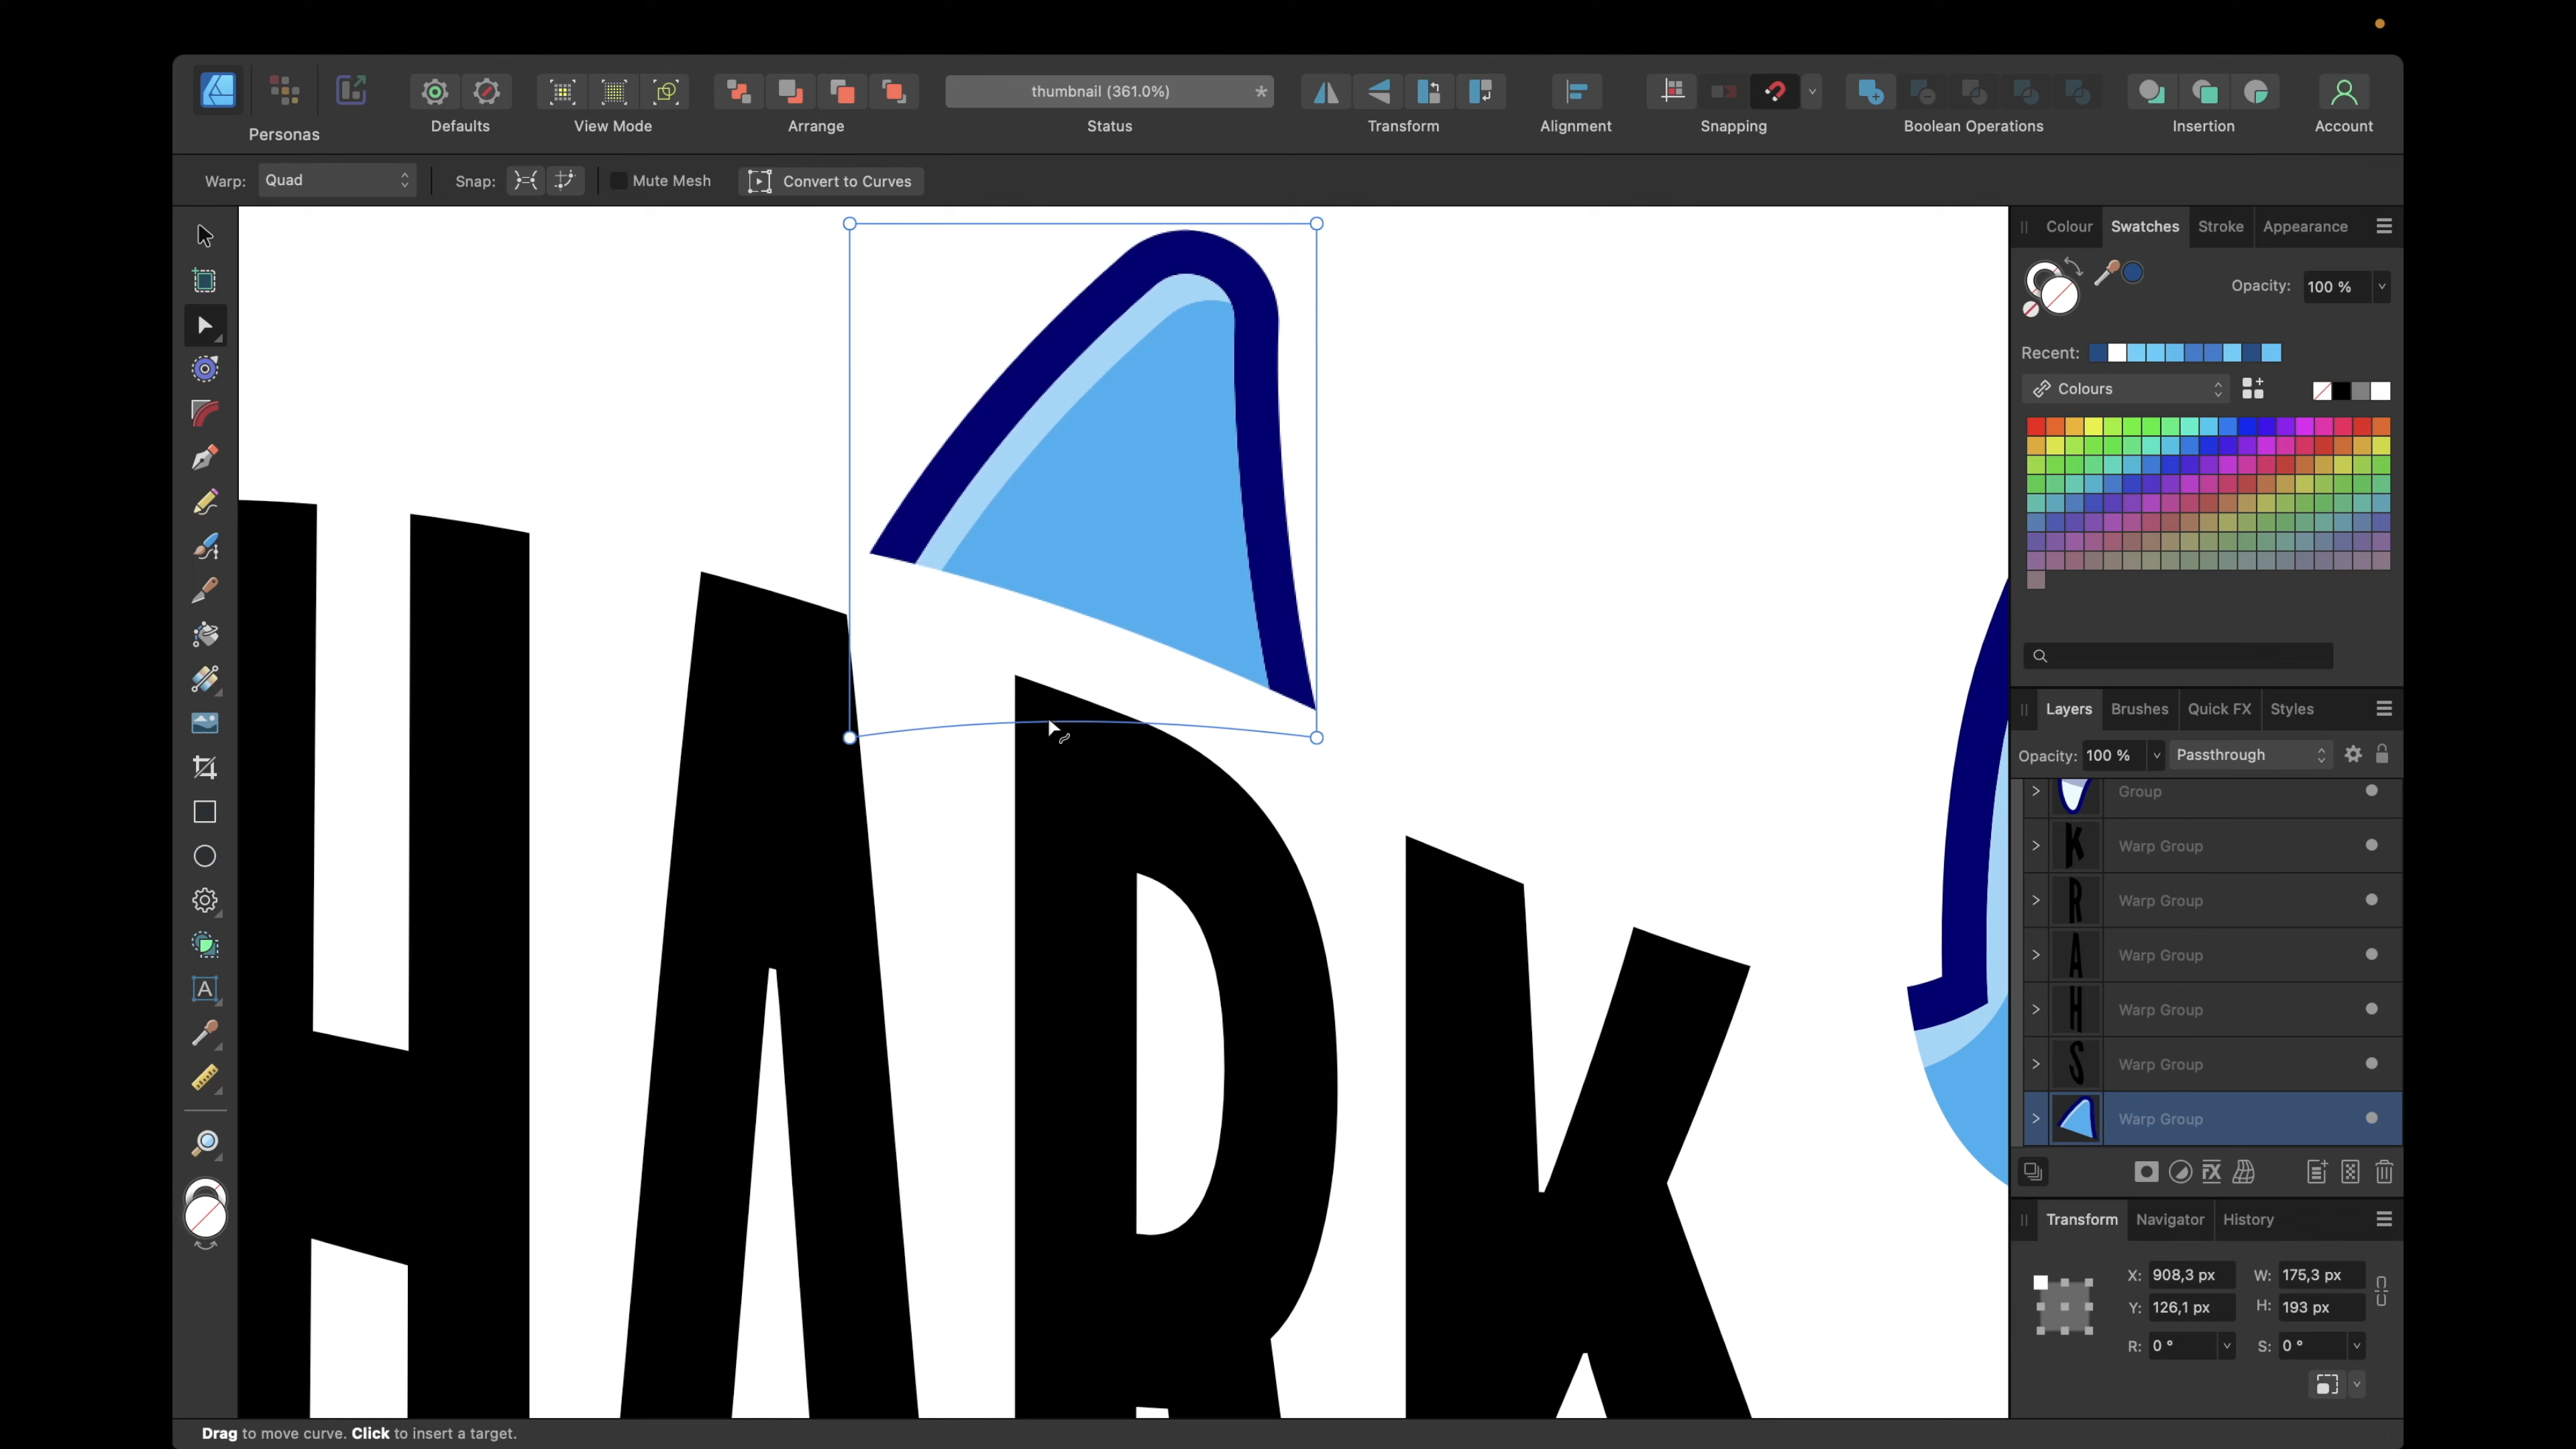 thumbnail (361.0%) *
Personas Defaults View Mode Arrange Status Transform Alignment Snapping Boolean Operations Insertion Account
Warp: Quad Snap: Mute Mesh Convert to Curves
Colour Swatches Stroke Appearance
Opacity: 100 %
Recent:
Colours
HARK
A
Layers Brushes Quick FX Styles
Opacity: 100 % Passthrough
Group
K Warp Group
R Warp Group
A Warp Group
H Warp Group
S Warp Group
Warp Group
FX
Transform Navigator History
X: 908,3 px W: 175,3 px
Y: 126,1 px H: 193 px
R: 0 ° S: 0 °
Drag to move curve. Click to insert a target.